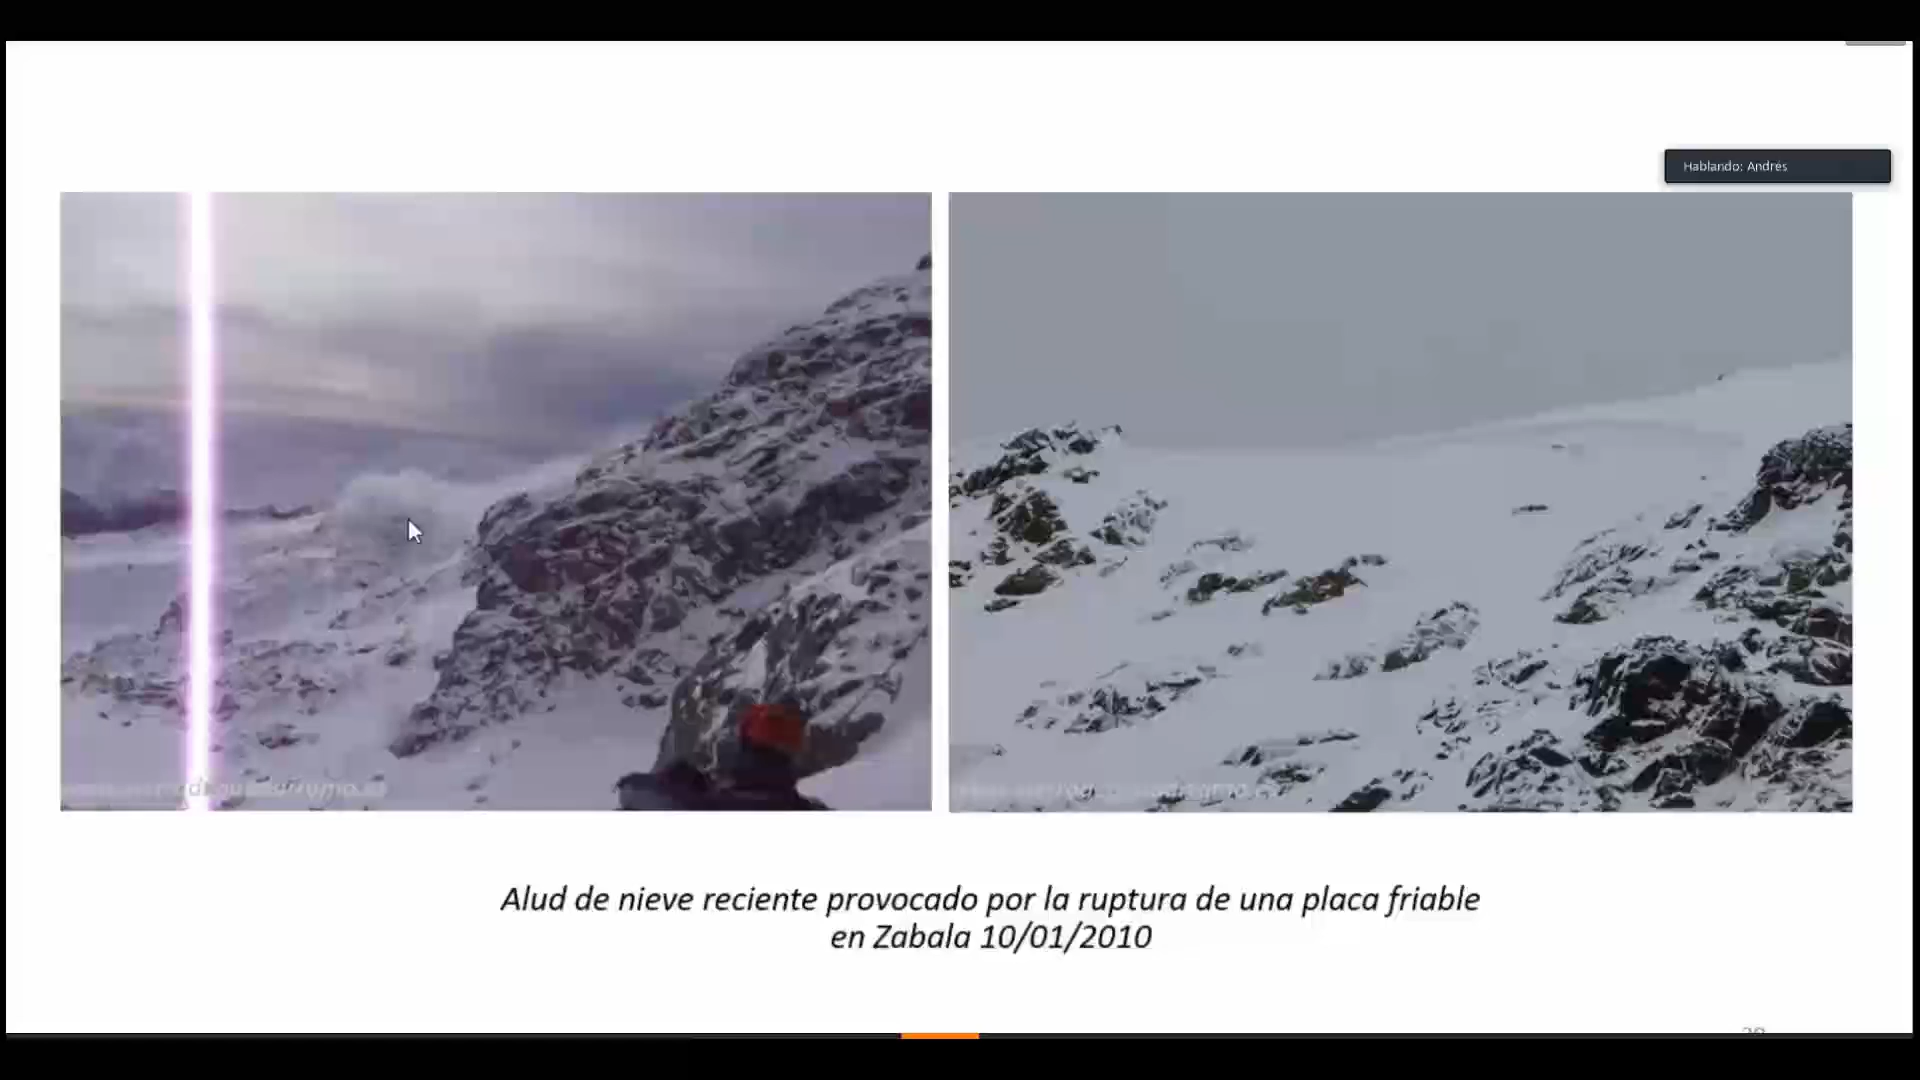 Hablando: Andrés
Alud de nieve reciente provocado por la ruptura de una placa friable
en Zabala 10/01/2010